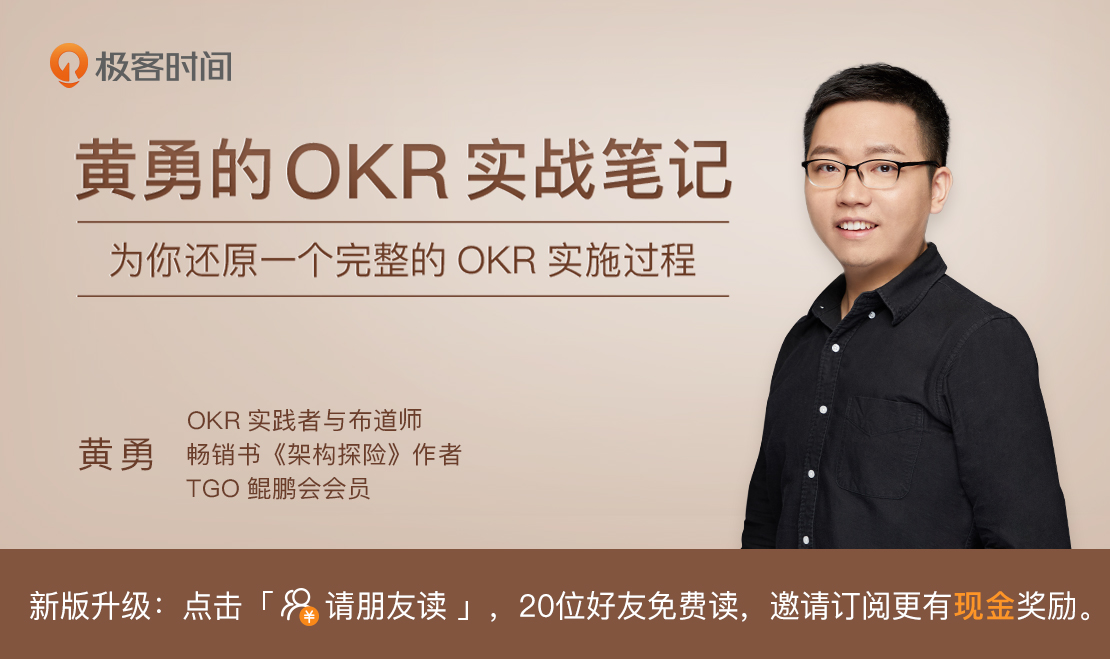 极客时间
黄勇的OKR实战笔记
为你还原一个完整的 OKR 实施过程
黄勇
OKR 实践者与布道师
畅销书《架构探险》作者
TGO 鲲鹏会会员
新版升级：点击「 ¥ 请朋友读 」，20位好友免费读，邀请订阅更有现金奖励。